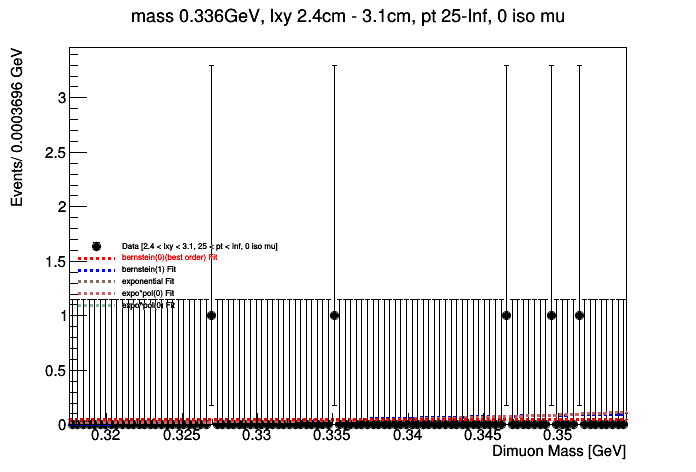 mass 0.336GeV, lxy 2.4cm - 3.1cm, pt 25-Inf, 0 iso mu
Events/ 0.0003696 GeV
3
2.5
2
1.5
1
0.5
0
Data [2.4 < lxy < 3.1, 25 < pt < Inf, 0 iso mu]
bernstein(0)(best order) Fit
bernstein(1) Fit
exponential Fit
expo*pol(0) Fit
expo*pol(0) Fit
0.32 0.325 0.33 0.335 0.34 0.345 0.35
Dimuon Mass [GeV]